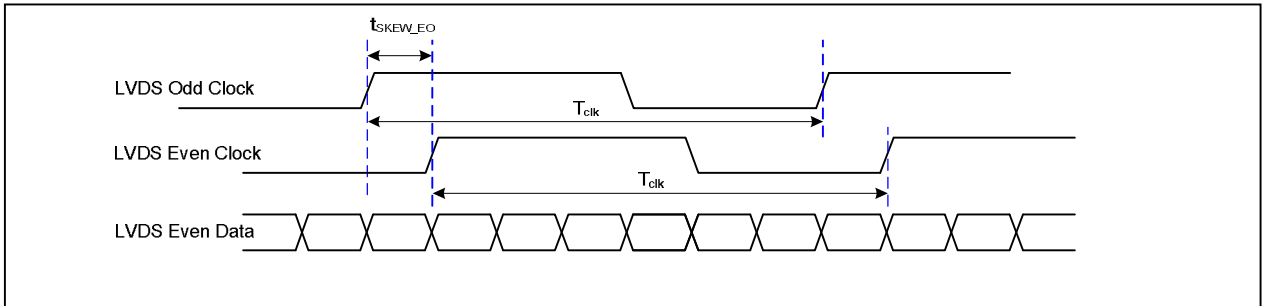 tSKEW_EO
LVDS Odd Clock
Tclk
LVDS Even Clock
Tclk
LVDS Even Data